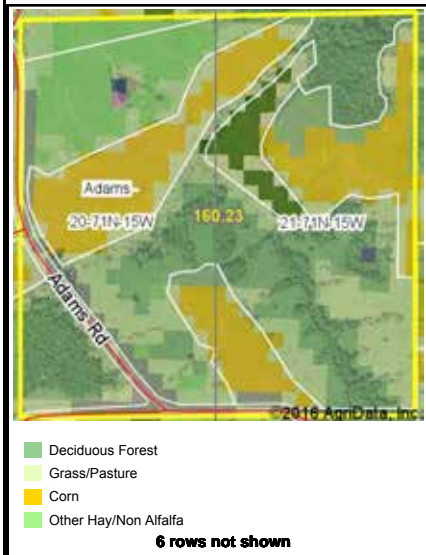 Adams
20-71N-15W
160.23
21-71N-15W
Adams Rd
©2016 AgriData, Inc.
Deciduous Forest
Grass/Pasture
Corn
Other Hay/Non Alfalfa
6 rows not shown